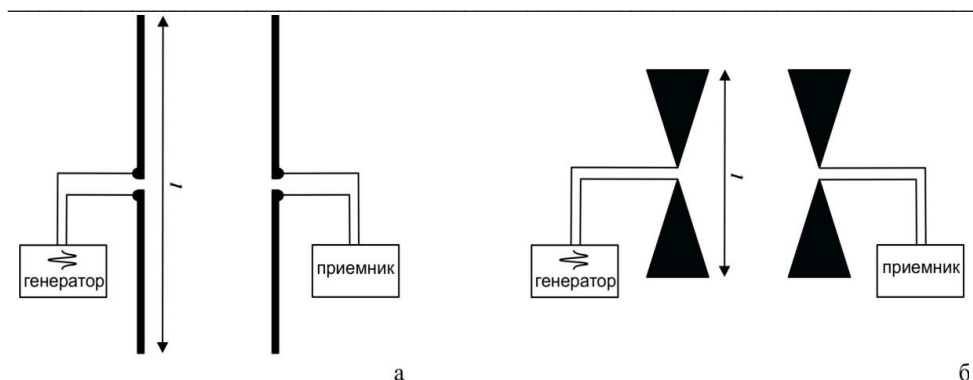 l
l
генератор
приемник
генератор
приемник
а
б